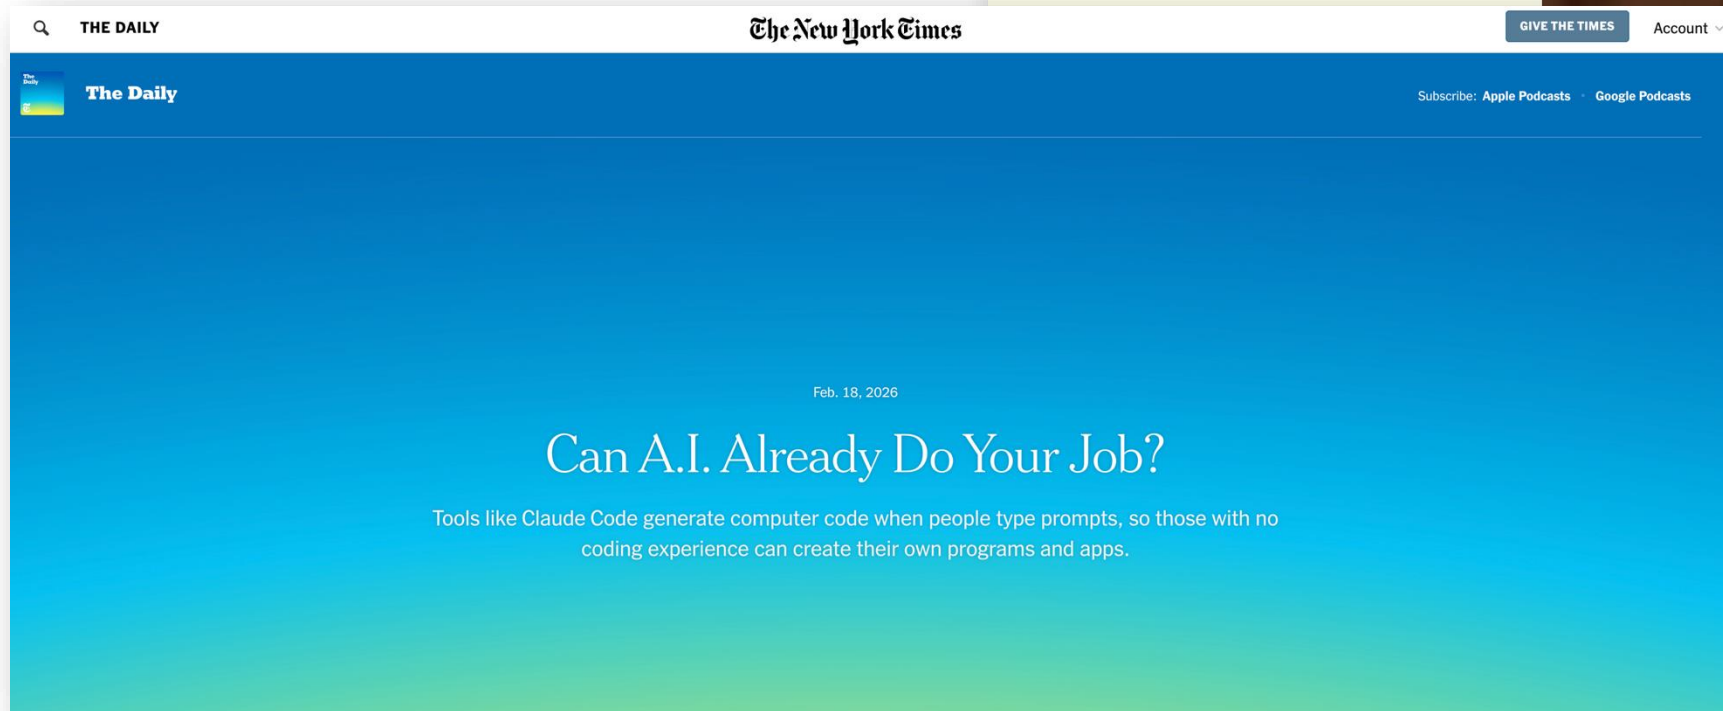 THE DAILY
The New York Times
GIVE THE TIMES
Account
The
Daily
T
The Daily
Subscribe: Apple Podcasts • Google Podcasts
Feb. 18, 2026
Can A.I. Already Do Your Job?
Tools like Claude Code generate computer code when people type prompts, so those with no
coding experience can create their own programs and apps.